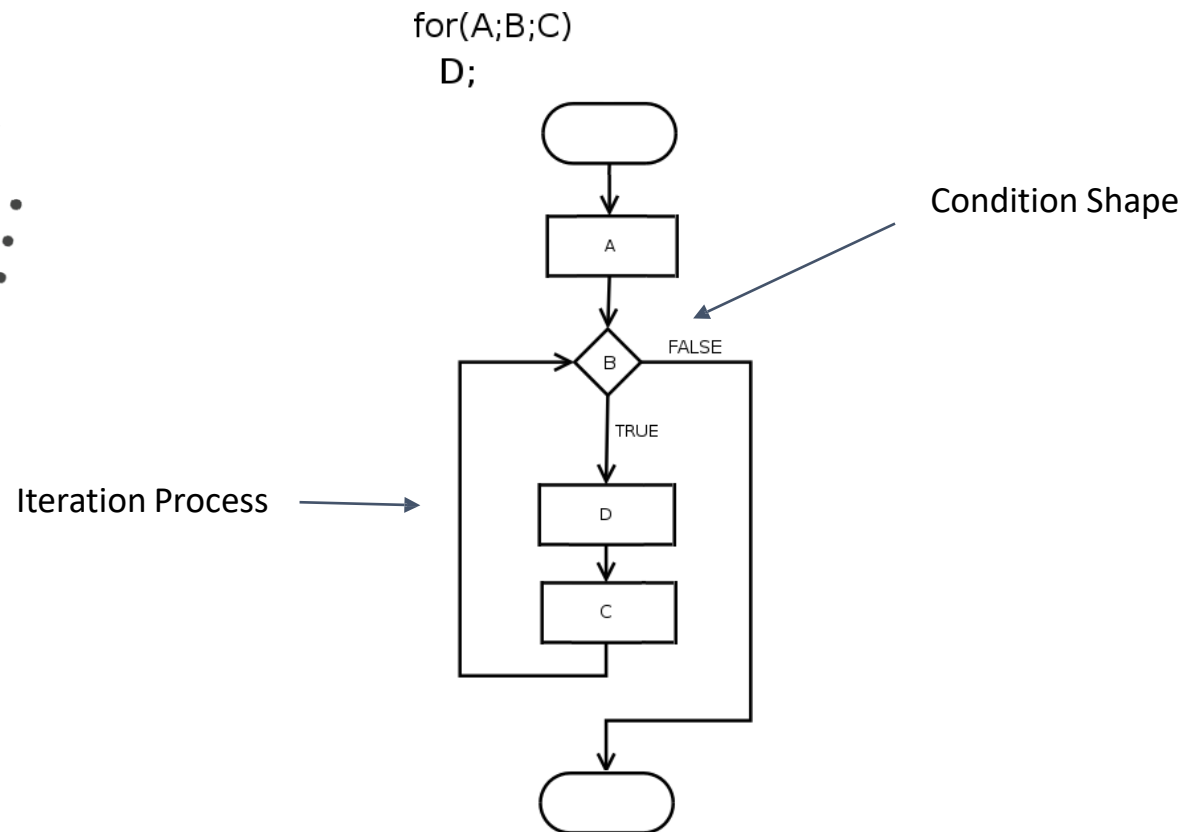 for(A;B;C)
D;
Condition Shape
A
B
FALSE
TRUE
Iteration Process
D
C